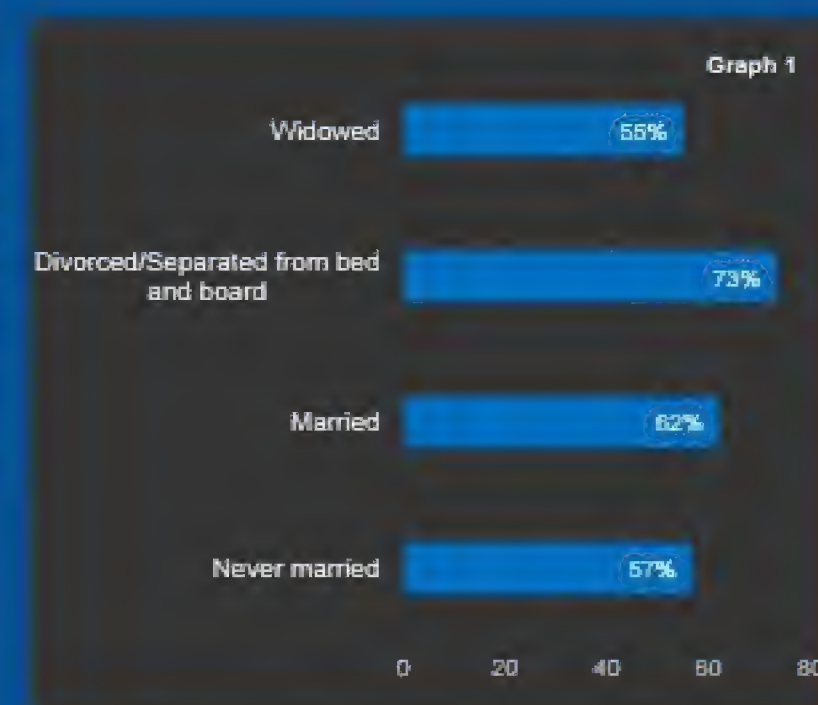 Graph 1
Widowed
55%
Divorced/Separated from bed
and board
73%
Married
62%
Never married
57%
0 20 40 60 80